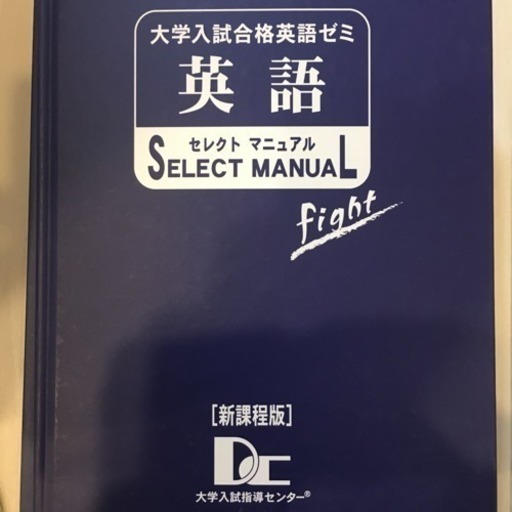 大学入試合格英語ゼミ
英語
セレクト マニュアル
SELECT MANUAL
fight
[新課程版]
DC
大学入試指導センター®